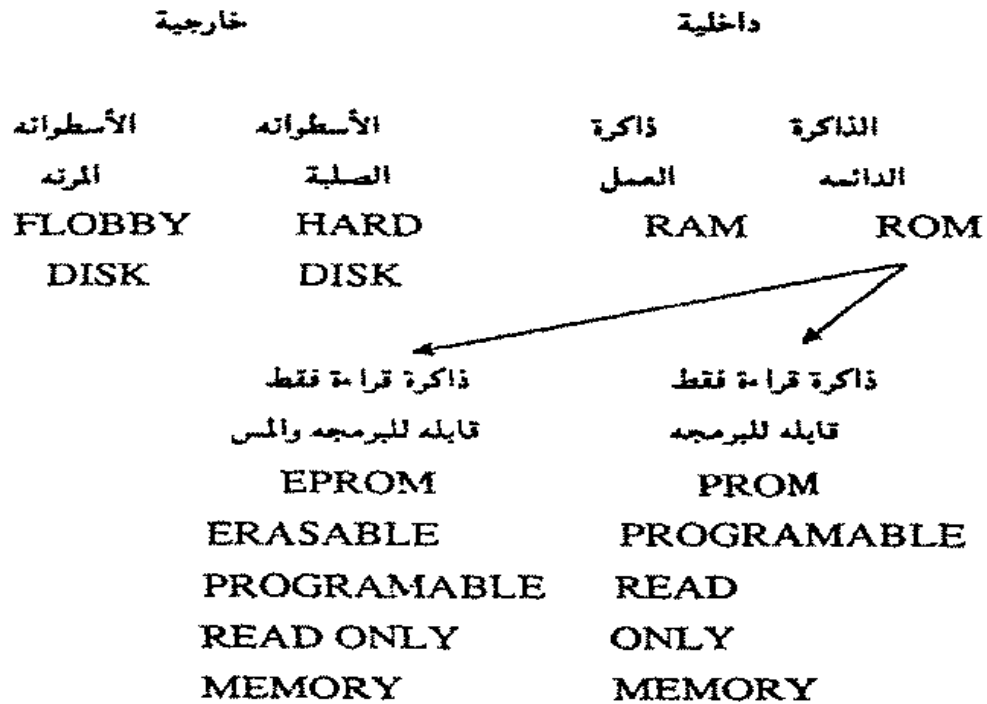 داخلية خارجية
الذاكرة ذاكرة الأسطوانه الأسطوانه
الدائمه العمل الصلبة المرنه
ROM RAM HARD FLOBBY
DISK DISK
ذاكرة قراءة فقط ذاكرة قراءة فقط
قابله للبرمجه قابله للبرمجه والمس
PROM EPROM
PROGRAMABLE ERASABLE
READ PROGRAMABLE
ONLY READ ONLY
MEMORY MEMORY